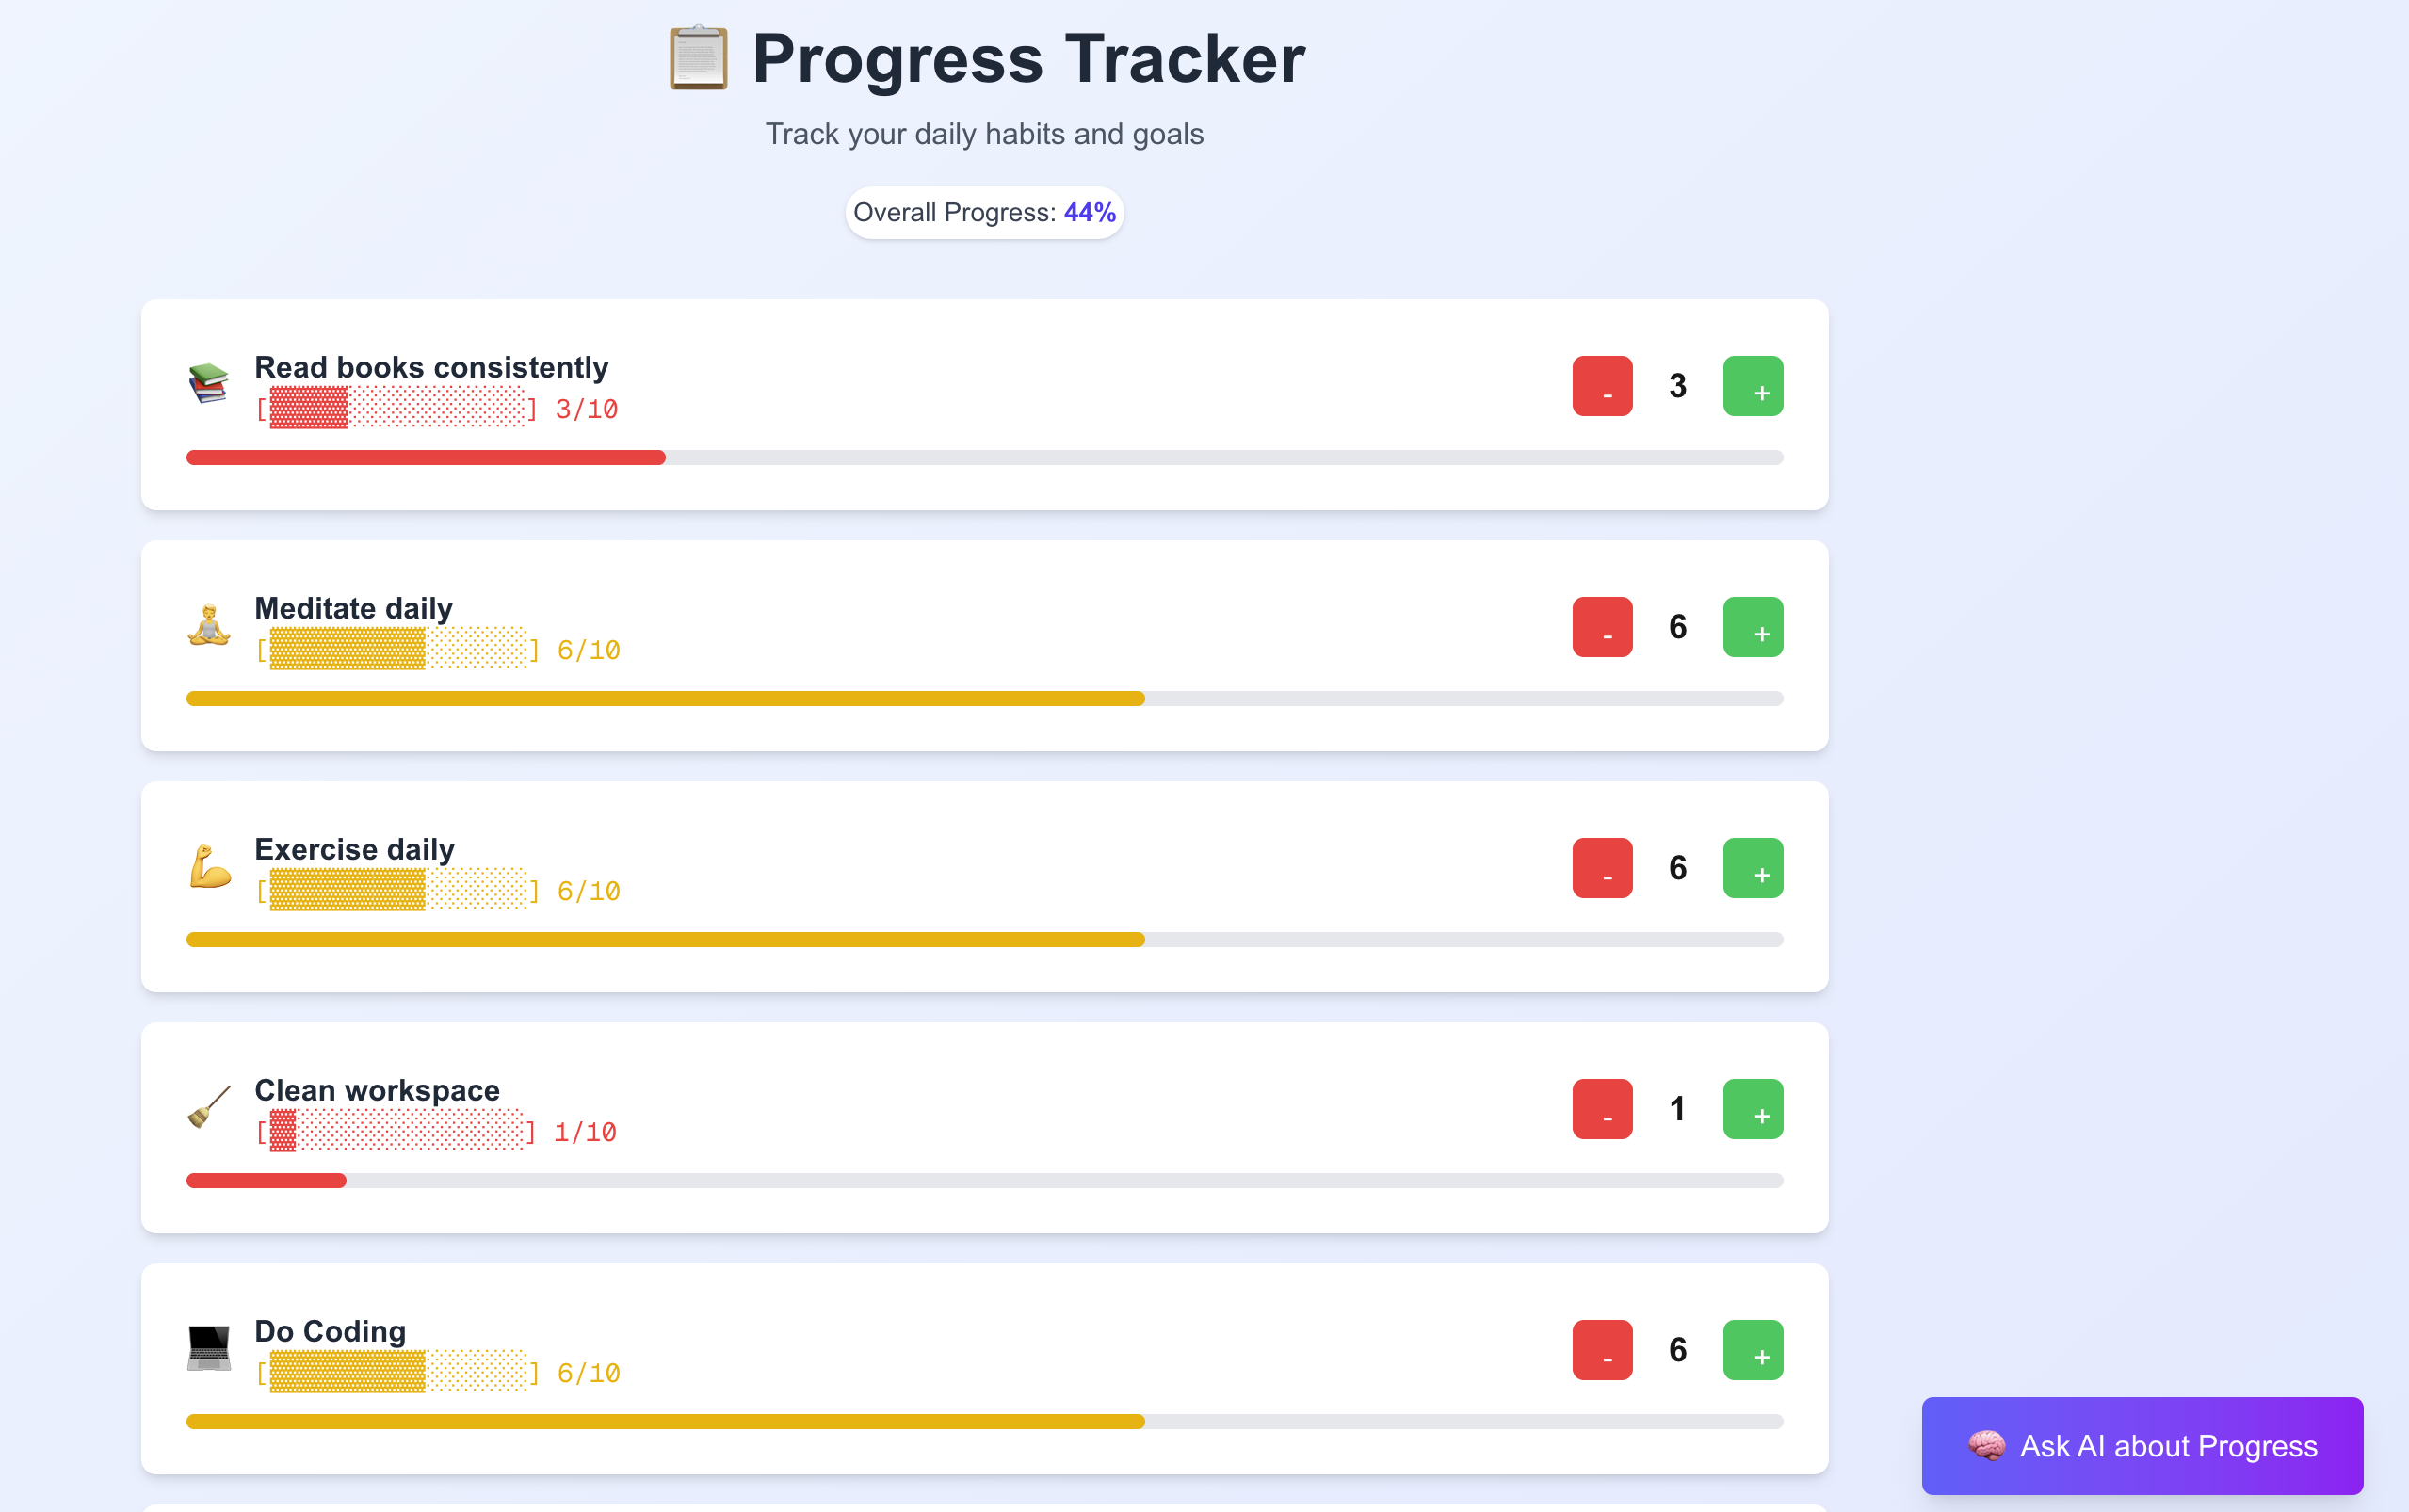 📋 Progress Tracker
Track your daily habits and goals
Overall Progress: 44%
Read books consistently
[▓▓▓░░░░░░░] 3/10
- 3 +
Meditate daily
[▓▓▓▓▓▓░░░░] 6/10
- 6 +
Exercise daily
[▓▓▓▓▓▓░░░░] 6/10
- 6 +
Clean workspace
[▓░░░░░░░░░] 1/10
- 1 +
Do Coding
[▓▓▓▓▓▓░░░░] 6/10
- 6 +
🧠 Ask AI about Progress